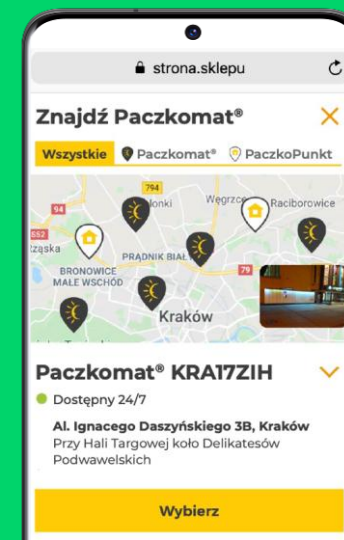 strona.sklepu
Znajdź Paczkomat®
Wszystkie Paczkomat® PaczkoPunkt
794
94
Węgrzce
Raciborowice
PRĄDNIK BIAŁ
79
BRONOWICE
MAŁE WSCHÓD
Kraków
Paczkomat® KRA17ZIH
Dostępny 24/7
Al. Ignacego Daszyńskiego 3B, Kraków
Przy Hali Targowej koło Delikatesów
Podwawelskich
Wybierz